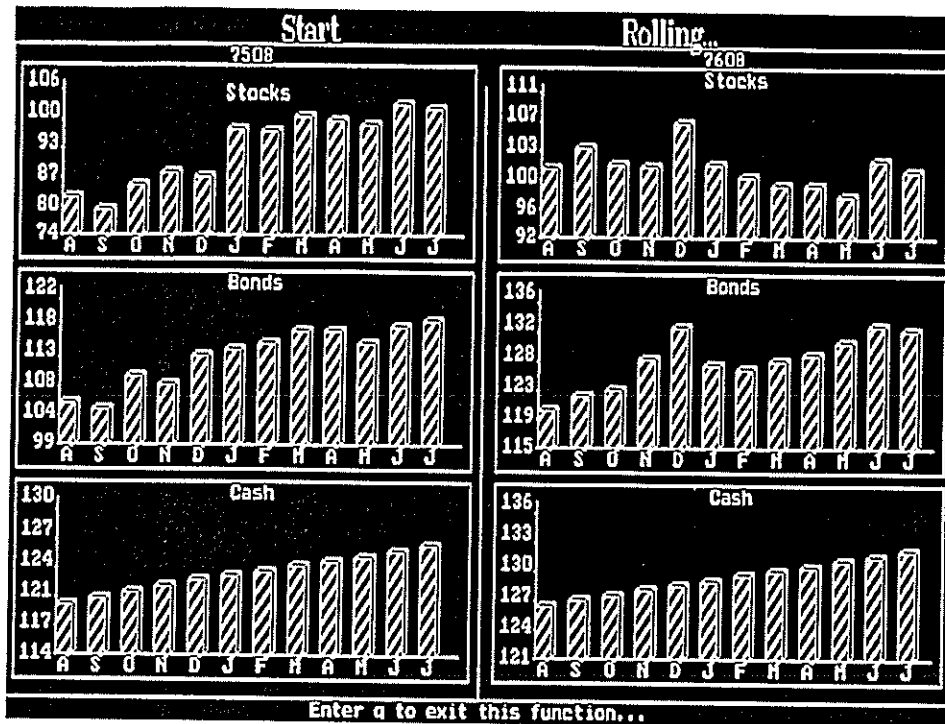 Start
Rolling...
7508
7608
Stocks
106
100
93
87
80
74
A S O N D J F M A M J J
Stocks
111
107
103
100
96
92
A S O N D J F M A M J J
Bonds
122
118
113
108
104
99
A S O N D J F M A M J J
Bonds
136
132
128
123
119
115
A S O N D J F M A M J J
Cash
130
127
124
121
117
114
A S O N D J F M A M J J
Cash
136
133
130
127
124
121
A S O N D J F M A M J J
Enter q to exit this function...